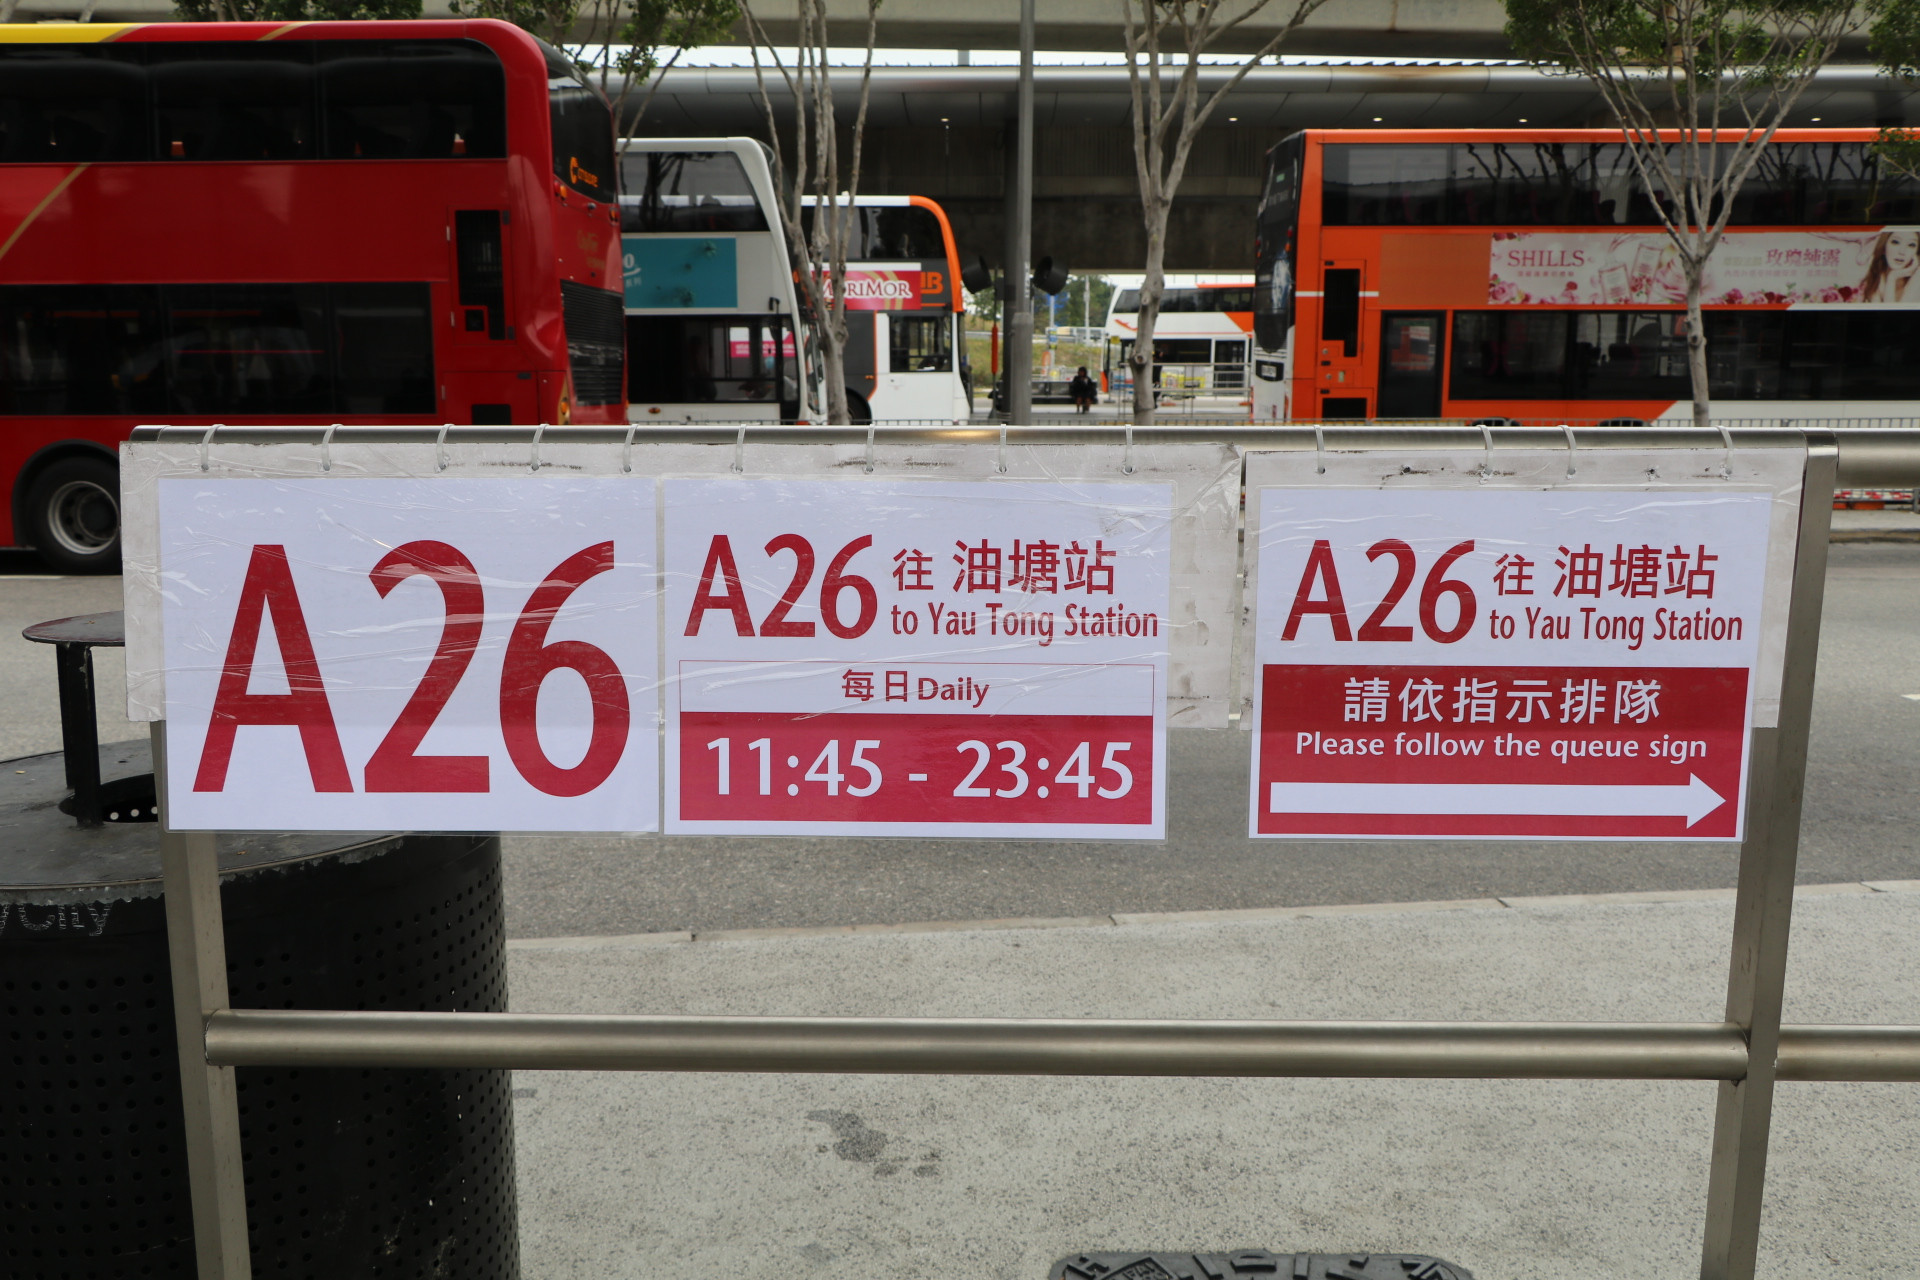 SHILLS
玫瑰純露
A26
A26 往 油塘站
to Yau Tong Station
每日 Daily
11:45 - 23:45
A26 往 油塘站
to Yau Tong Station
請依指示排隊
Please follow the queue sign